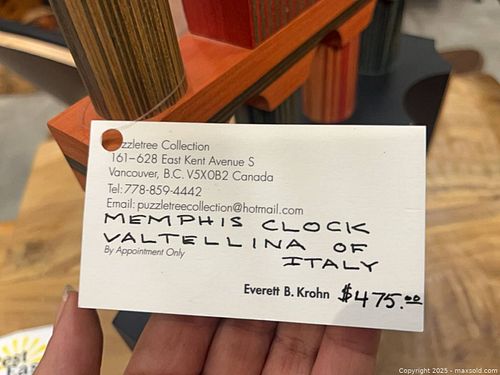 zzletree Collection
161-628 East Kent Avenue S
Vancouver, B.C. V5X0B2 Canada
Tel: 778-859-4442
Email: puzzletreecollection@hotmail.com
MEMPHIS CLOCK
VALTELLINA OF
By Appointment Only
ITALY
Everett B. Krohn $475.00
Copyright 2025 - maxsold.com